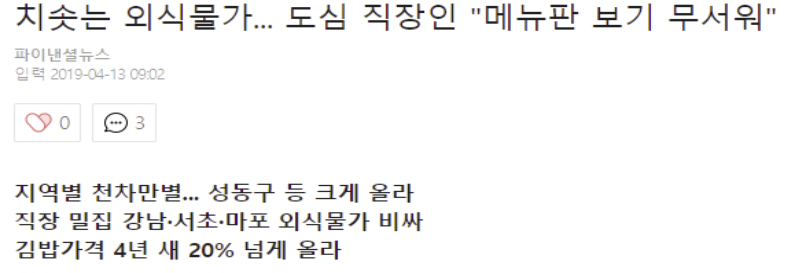 치솟는 외식물가... 도심 직장인 "메뉴판 보기 무서워"
파이낸셜뉴스
입력 2019-04-13 09:02
0 3
지역별 천차만별... 성동구 등 크게 올라
직장 밀집 강남·서초·마포 외식물가 비싸
김밥가격 4년 새 20% 넘게 올라